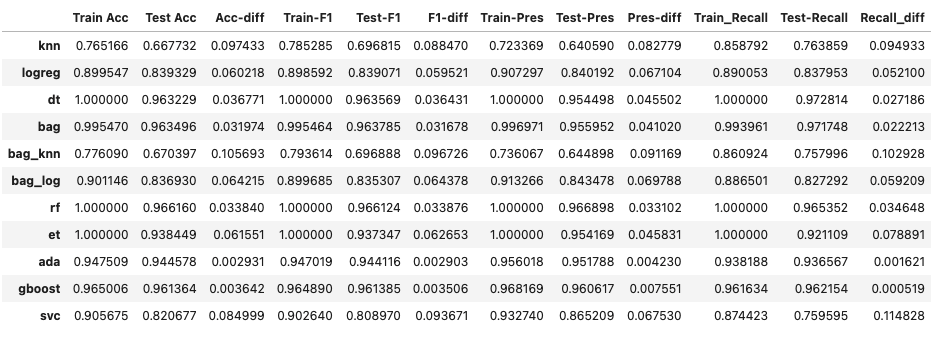 Train Acc Test Acc Acc-diff Train-F1 Test-F1 F1-diff Train-Pres Test-Pres Pres-diff Train_Recall Test-Recall Recall_diff
knn 0.765166 0.667732 0.097433 0.785285 0.696815 0.088470 0.723369 0.640590 0.082779 0.858792 0.763859 0.094933
logreg 0.899547 0.839329 0.060218 0.898592 0.839071 0.059521 0.907297 0.840192 0.067104 0.890053 0.837953 0.052100
dt 1.000000 0.963229 0.036771 1.000000 0.963569 0.036431 1.000000 0.954498 0.045502 1.000000 0.972814 0.027186
bag 0.995470 0.963496 0.031974 0.995464 0.963785 0.031678 0.996971 0.955952 0.041020 0.993961 0.971748 0.022213
bag_knn 0.776090 0.670397 0.105693 0.793614 0.696888 0.096726 0.736067 0.644898 0.091169 0.860924 0.757996 0.102928
bag_log 0.901146 0.836930 0.064215 0.899685 0.835307 0.064378 0.913266 0.843478 0.069788 0.886501 0.827292 0.059209
rf 1.000000 0.966160 0.033840 1.000000 0.966124 0.033876 1.000000 0.966898 0.033102 1.000000 0.965352 0.034648
et 1.000000 0.938449 0.061551 1.000000 0.937347 0.062653 1.000000 0.954169 0.045831 1.000000 0.921109 0.078891
ada 0.947509 0.944578 0.002931 0.947019 0.944116 0.002903 0.956018 0.951788 0.004230 0.938188 0.936567 0.001621
gboost 0.965006 0.961364 0.003642 0.964890 0.961385 0.003506 0.968169 0.960617 0.007551 0.961634 0.962154 0.000519
svc 0.905675 0.820677 0.084999 0.902640 0.808970 0.093671 0.932740 0.865209 0.067530 0.874423 0.759595 0.114828